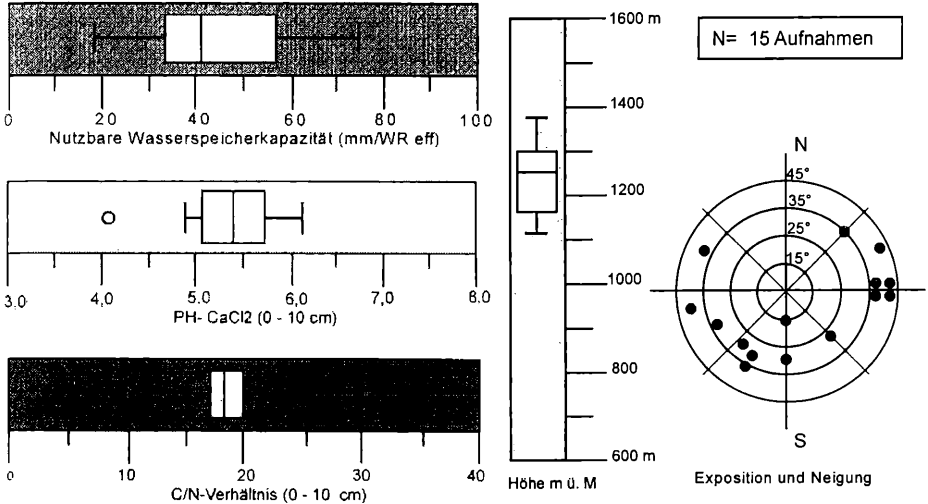 0 20 40 60 80 100
Nutzbare Wasserspeicherkapazität (mm/WR eff)
3.0 4.0 5.0 6,0 7,0 8.0
PH- CaCl2 (0 - 10 cm)
0 10 20 30 40
C/N-Verhältnis (0 - 10 cm)
1600 m
1400
1200
1000
800
600 m
Höhe m ü. M
N= 15 Aufnahmen
N
45°
35°
25°
15°
S
Exposition und Neigung